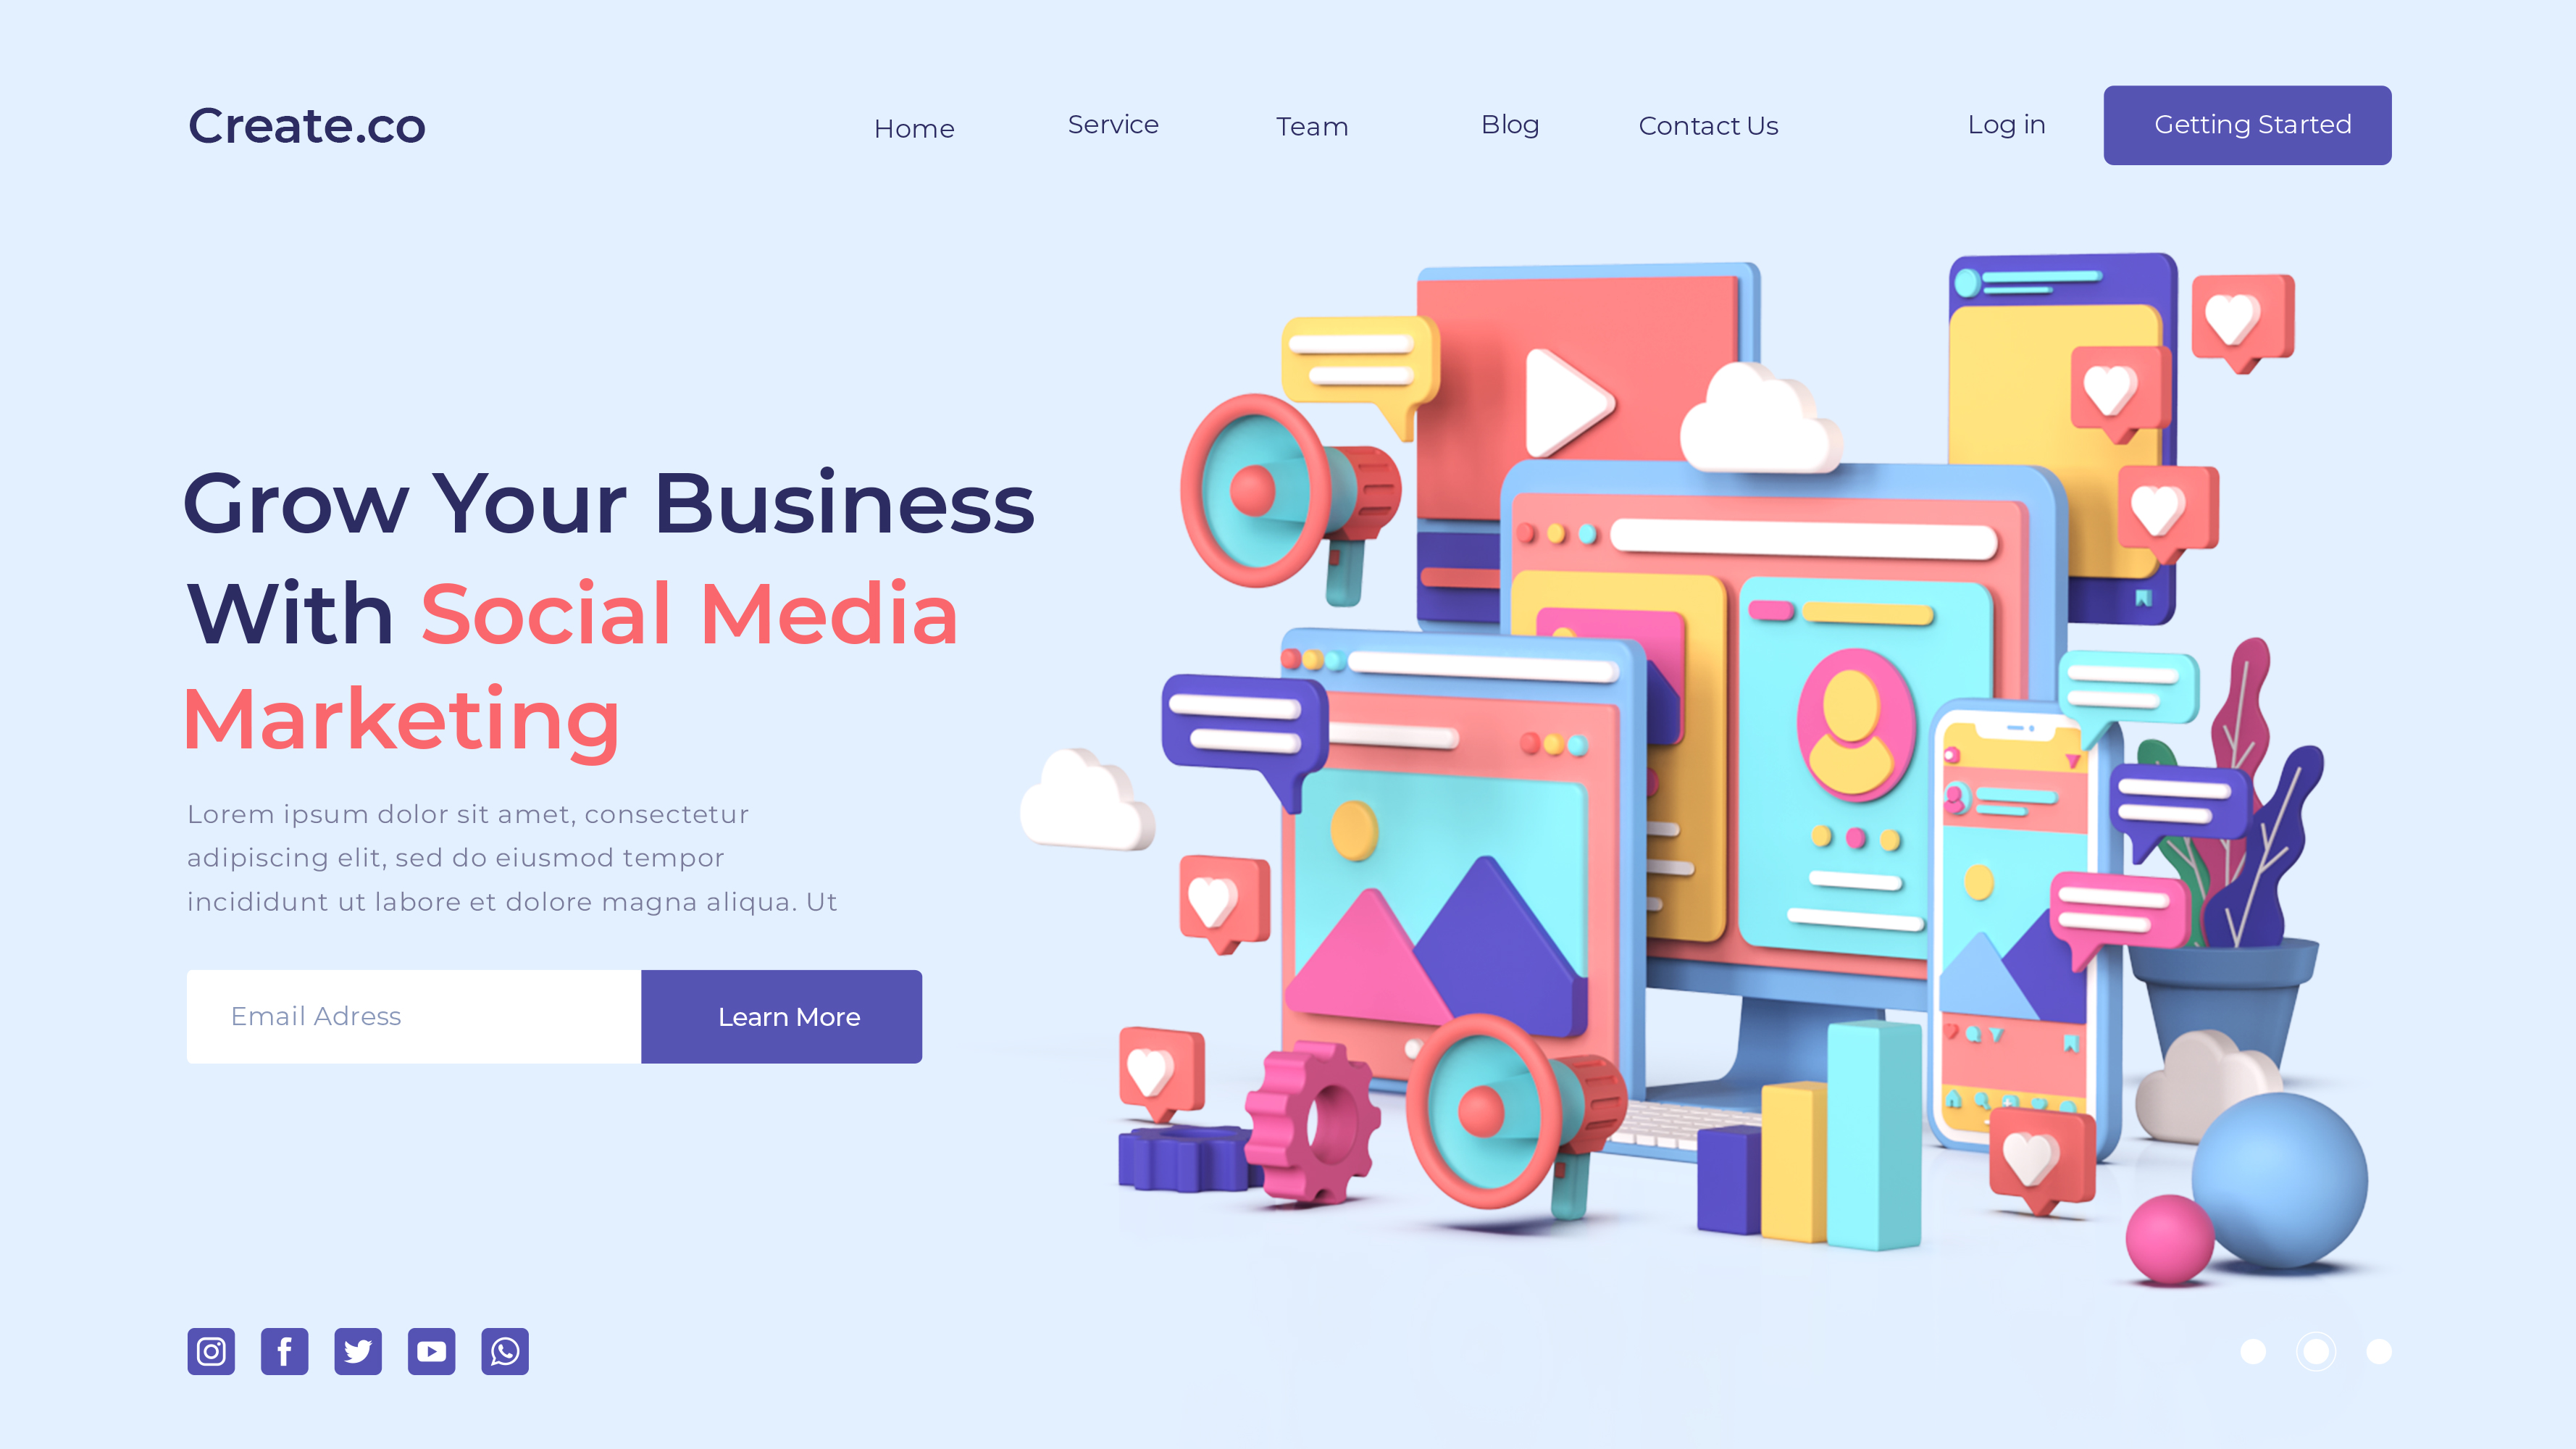 Create.co
Home
Service
Team
Blog
Contact Us
Log in
Getting Started
Grow Your Business
With Social Media
Marketing
Lorem ipsum dolor sit amet, consectetur
adipiscing elit, sed do eiusmod tempor
incididunt ut labore et dolore magna aliqua. Ut
Email Adress
Learn More